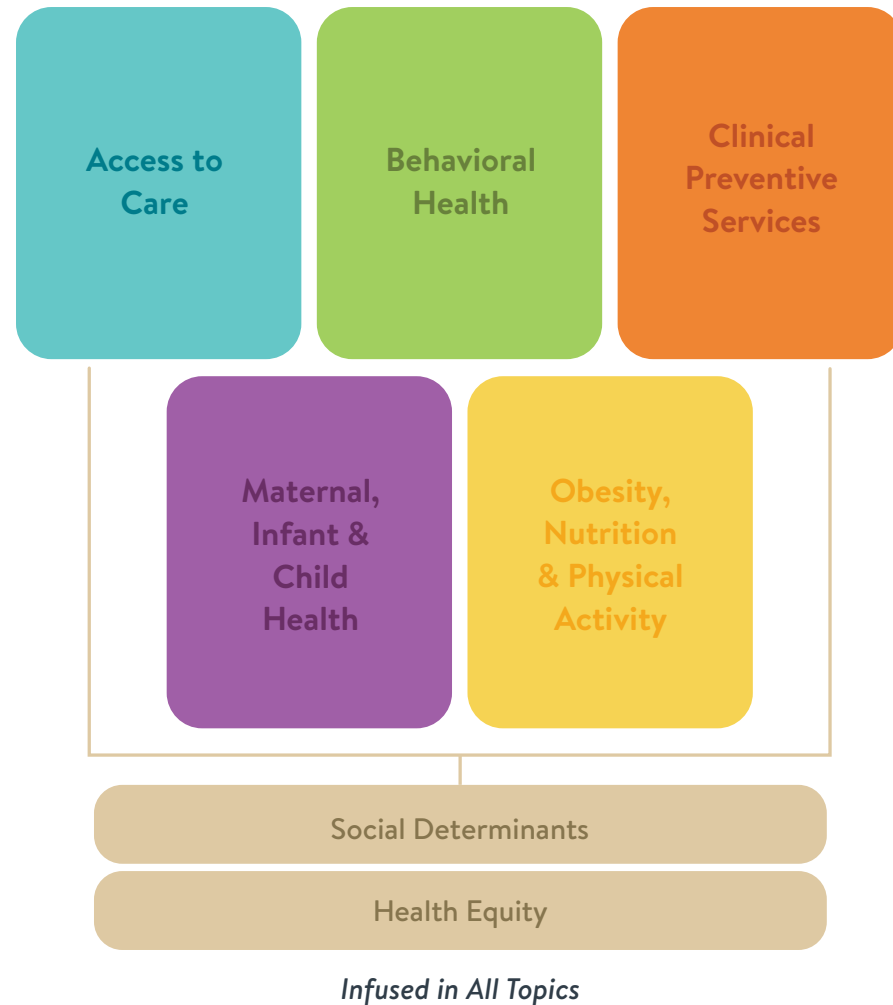 Access to
Care
Behavioral
Health
Clinical
Preventive
Services
Maternal,
Infant &
Child
Health
Obesity,
Nutrition
& Physical
Activity
Social Determinants
Health Equity
Infused in All Topics